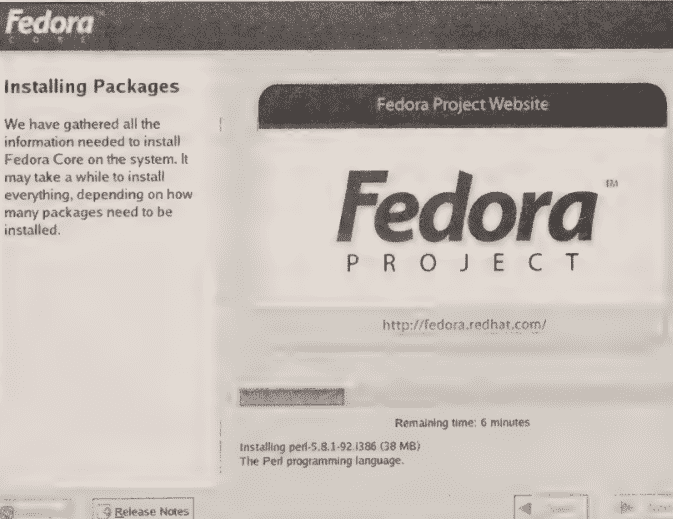 Fedora™
C O R E
Installing Packages
We have gathered all the
information needed to install
Fedora Core on the system. It
may take a while to install
everything, depending on how
many packages need to be
installed.
Fedora Project Website
Fedora™
PROJECT
http://fedora.redhat.com/
Remaining time: 6 minutes
Installing perl-5.8.1-92.i386 (38 MB)
The Perl programming language.
Release Notes